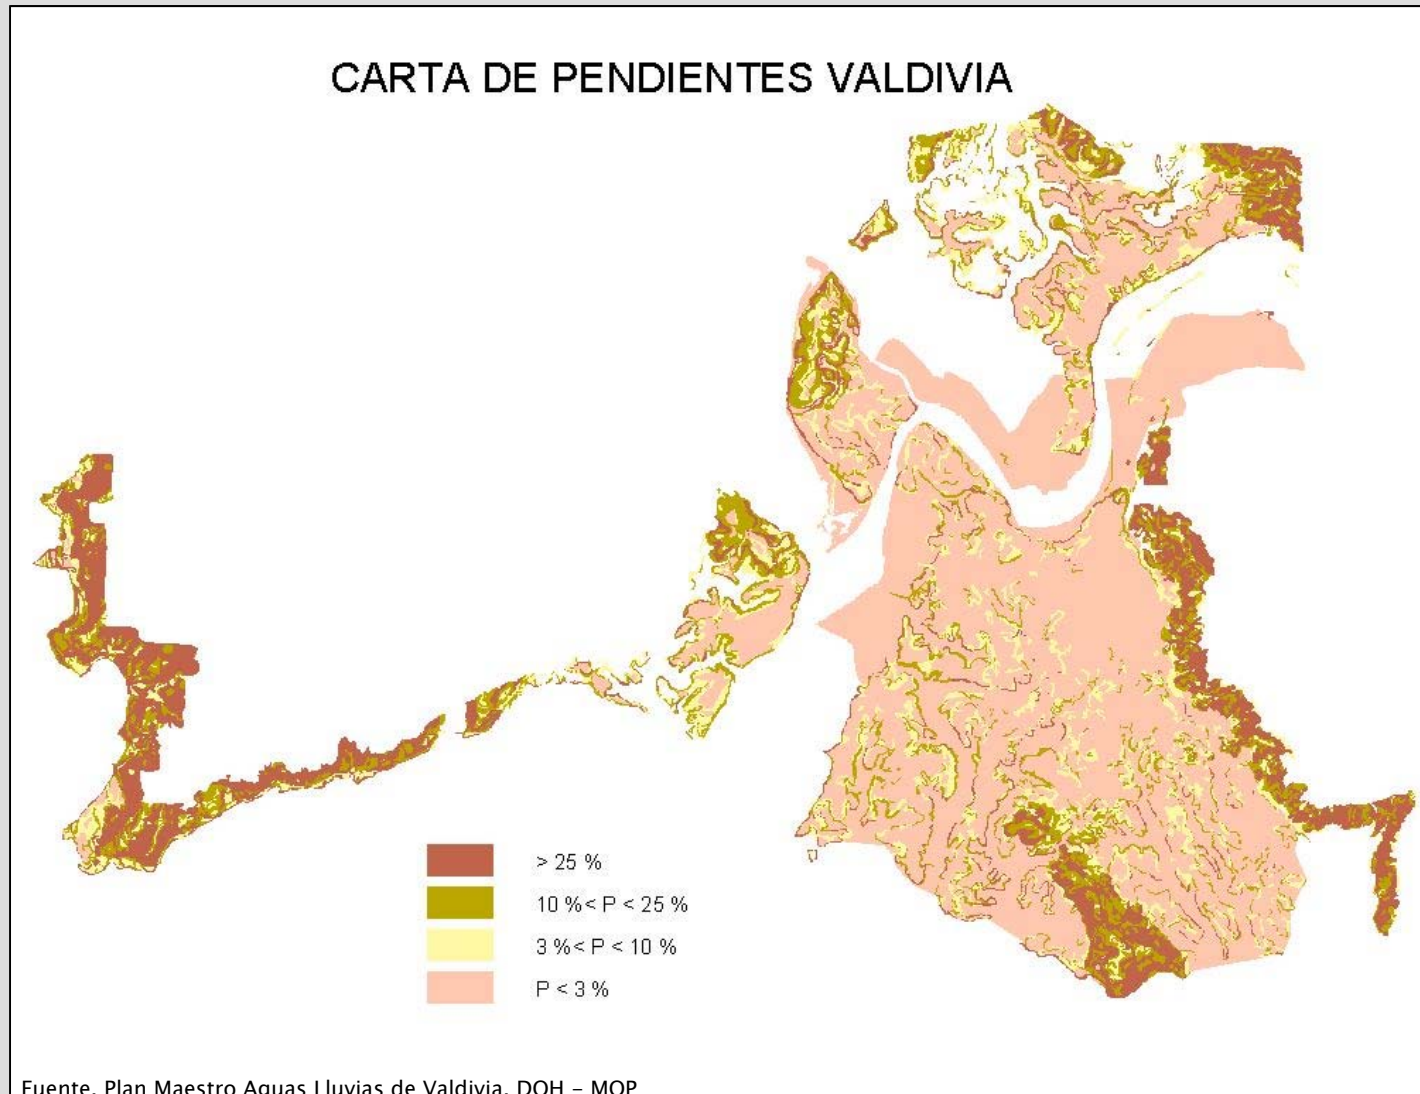 CARTA DE PENDIENTES VALDIVIA
> 25 %
10 %< P < 25 %
3 %< P < 10 %
P < 3 %
Fuente. Plan Maestro Aguas Lluvias de Valdivia. DOH - MOP